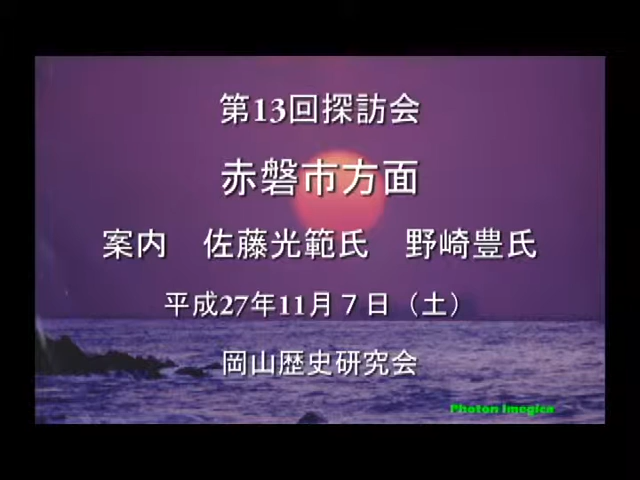 第13回探訪会
赤磐市方面
案内　佐藤光範氏　野崎豊氏
平成27年11月７日（土）
岡山歴史研究会
Photon Imegica